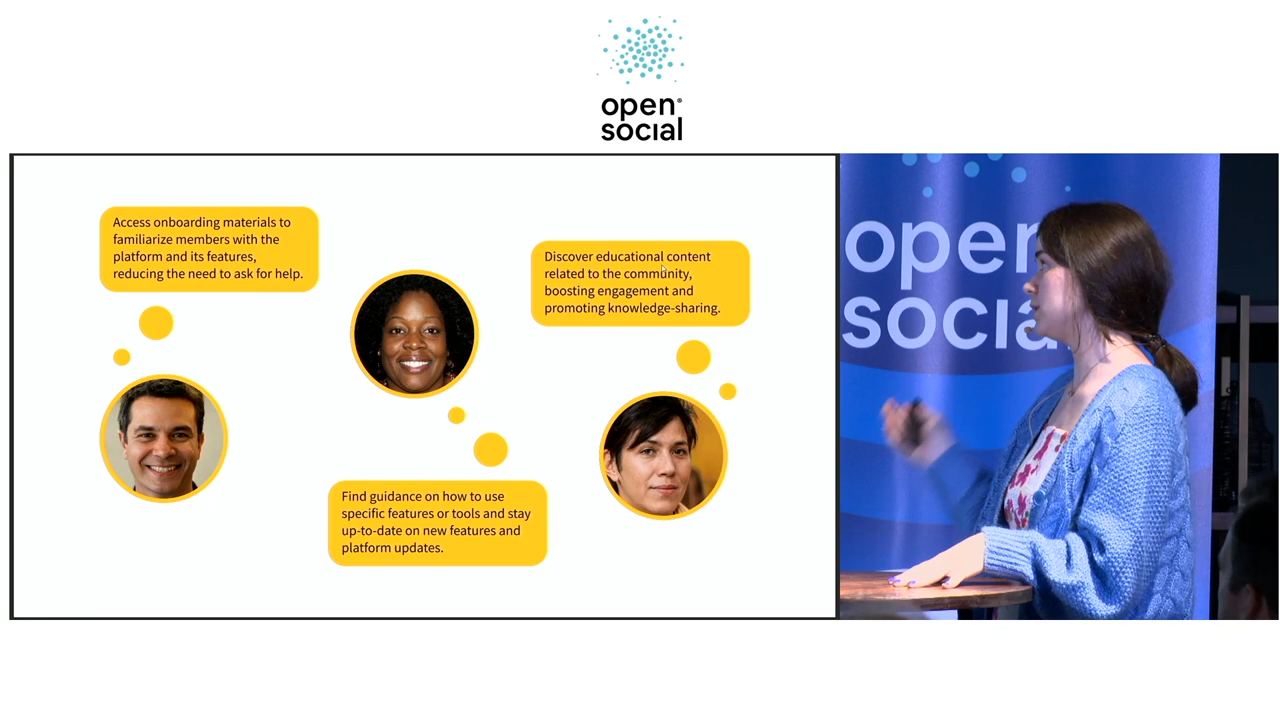 open®
social
Access onboarding materials to
familiarize members with the
platform and its features,
reducing the need to ask for help.
Discover educational content
related to the community,
boosting engagement and
promoting knowledge-sharing.
Find guidance on how to use
specific features or tools and stay
up-to-date on new features and
platform updates.
open
social